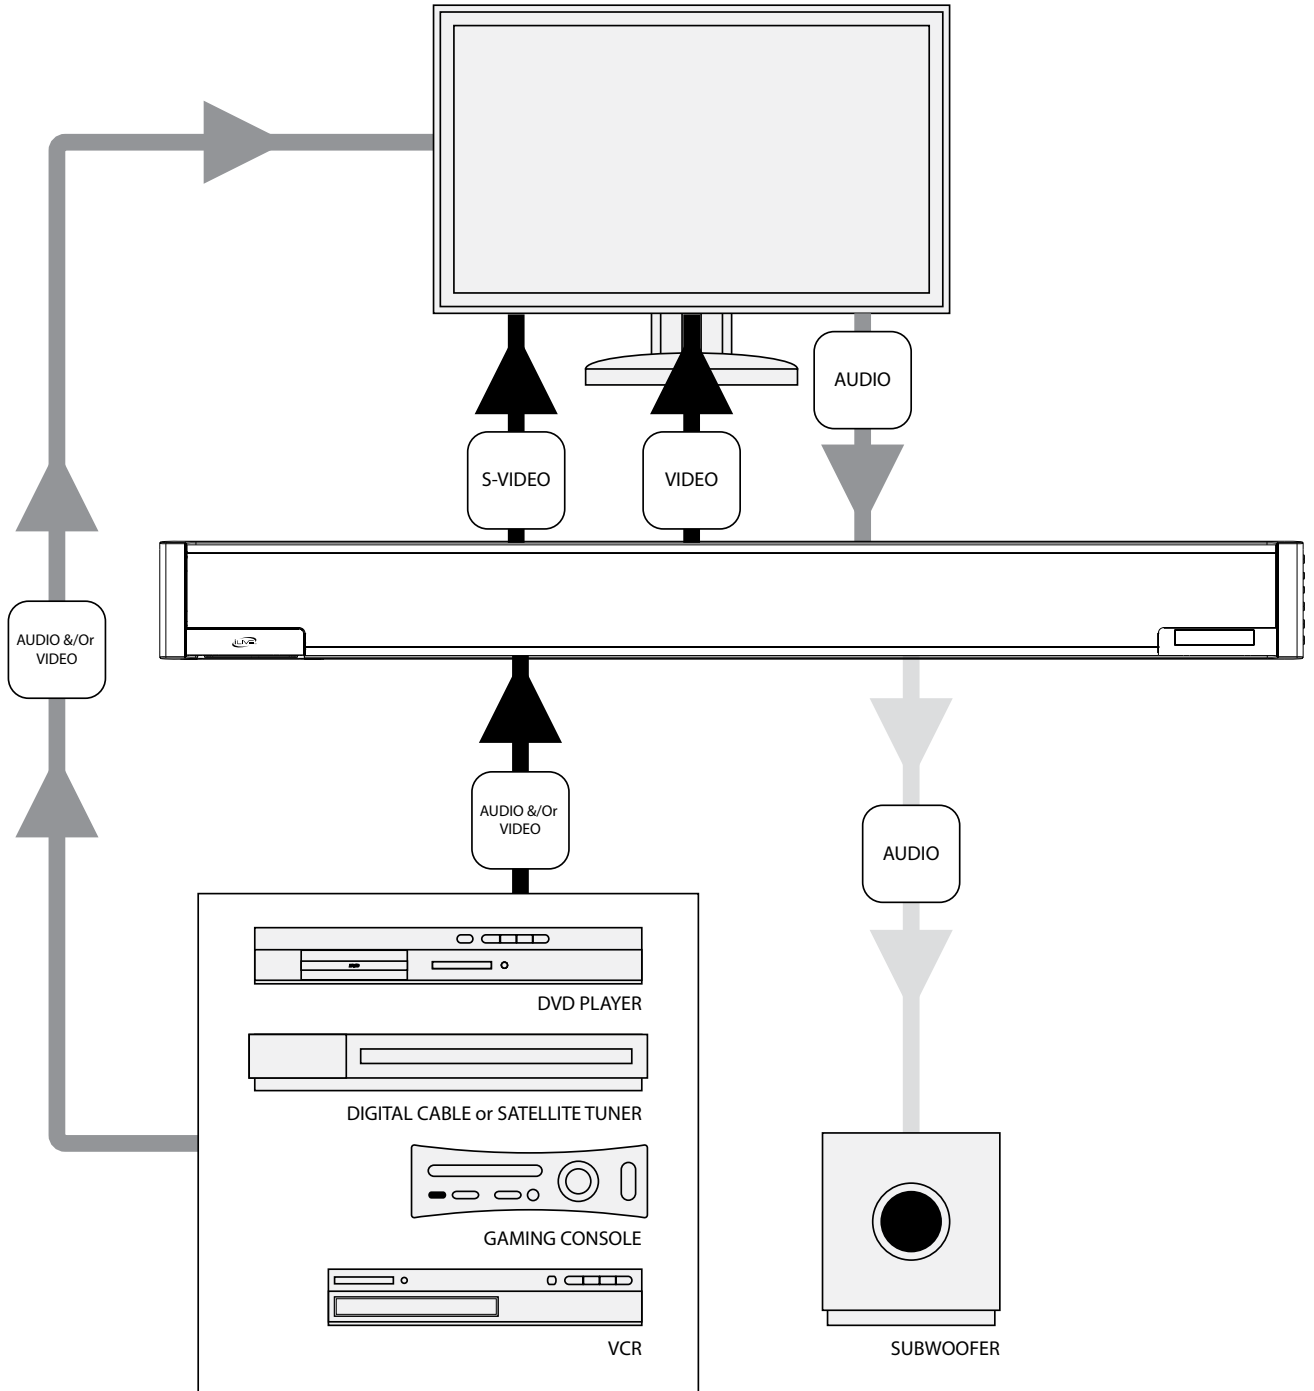 AUDIO
S-VIDEO
VIDEO
AUDIO &/Or
VIDEO
iLIVE
AUDIO &/Or
VIDEO
AUDIO
DVD PLAYER
DIGITAL CABLE or SATELLITE TUNER
GAMING CONSOLE
VCR
SUBWOOFER